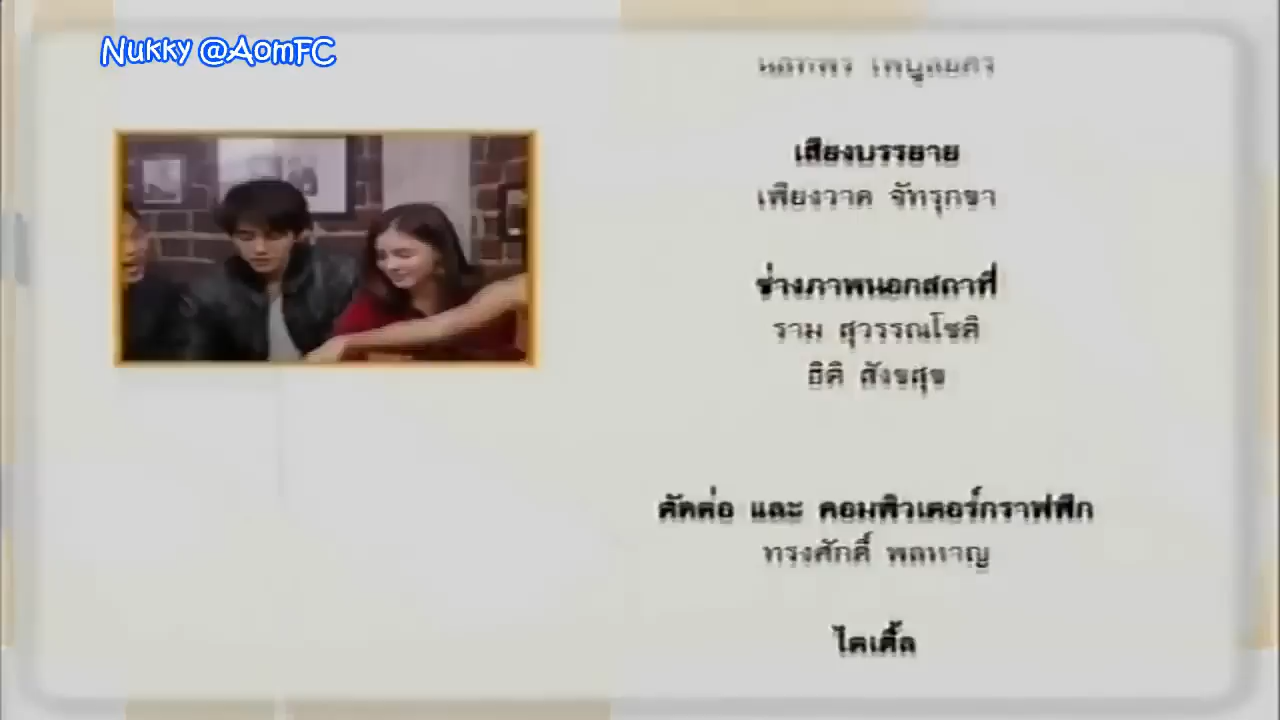 Nukky @AomFC
เสียงบรรยาย
เพียงวาด จัทรุกขา
ช่างภาพนอกสถาที่
ราม สุวรรณโชติ
ธิติ สังขสุข
ตัดต่อ และ คอมพิวเตอร์กราฟฟิก
ทรงศักดิ์ พลหาญ
ไตเติ้ล